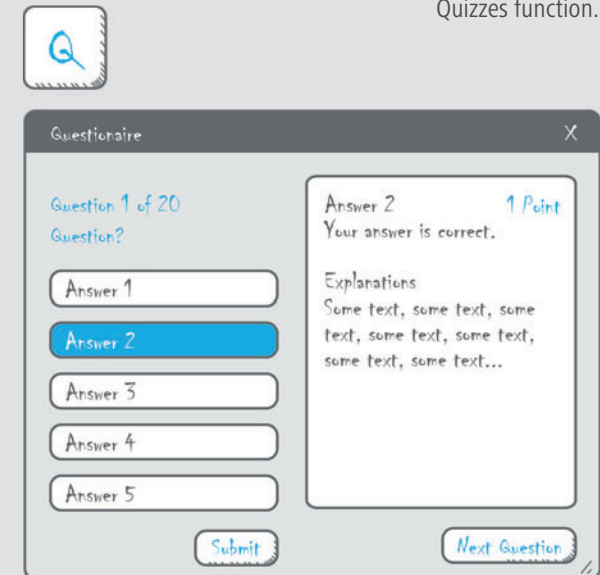 Quizzes function.
Q
Questionaire X
Question 1 of 20
Question?
Answer 1
Answer 2
Answer 3
Answer 4
Answer 5
Submit
Answer 2 1 Point
Your answer is correct.
Explanations
Some text, some text, some
text, some text, some text,
some text, some text...
Next Question